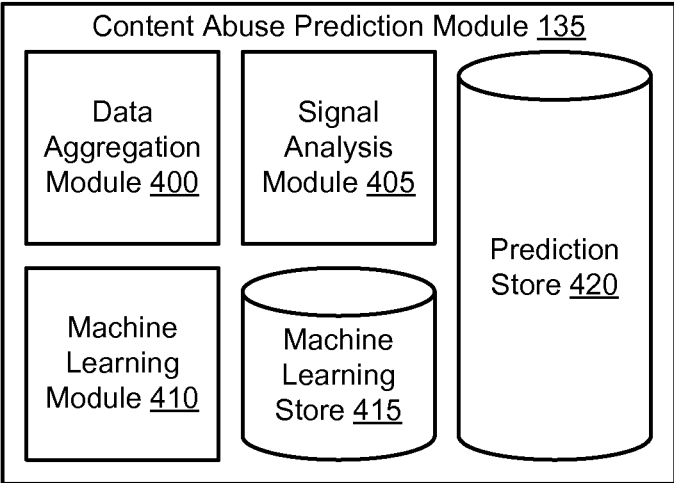 Content Abuse Prediction Module 135
Data
Aggregation
Module 400
Signal
Analysis
Module 405
Prediction
Store 420
Machine
Learning
Module 410
Machine
Learning
Store 415